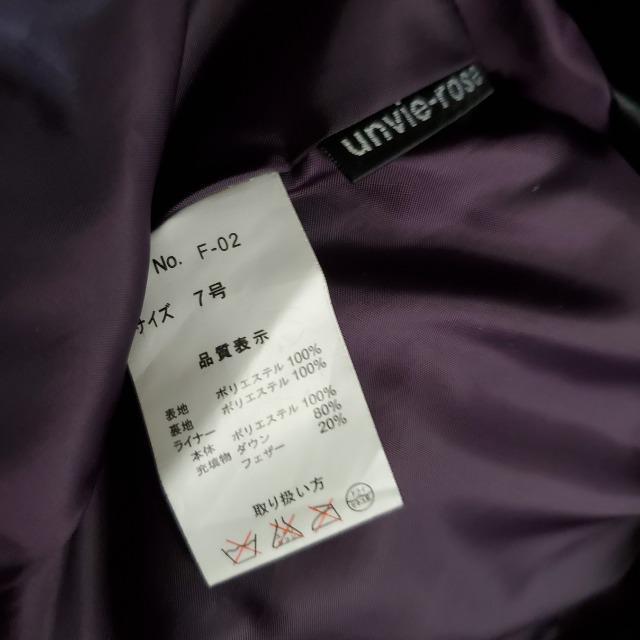 unvie-rose
No. F-02
サイズ 7号
品質表示
表地 ポリエステル 100%
裏地 ポリエステル 100%
ライナー
本体 ポリエステル 100%
充填物 ダウン 80%
フェザー 20%
取り扱い方